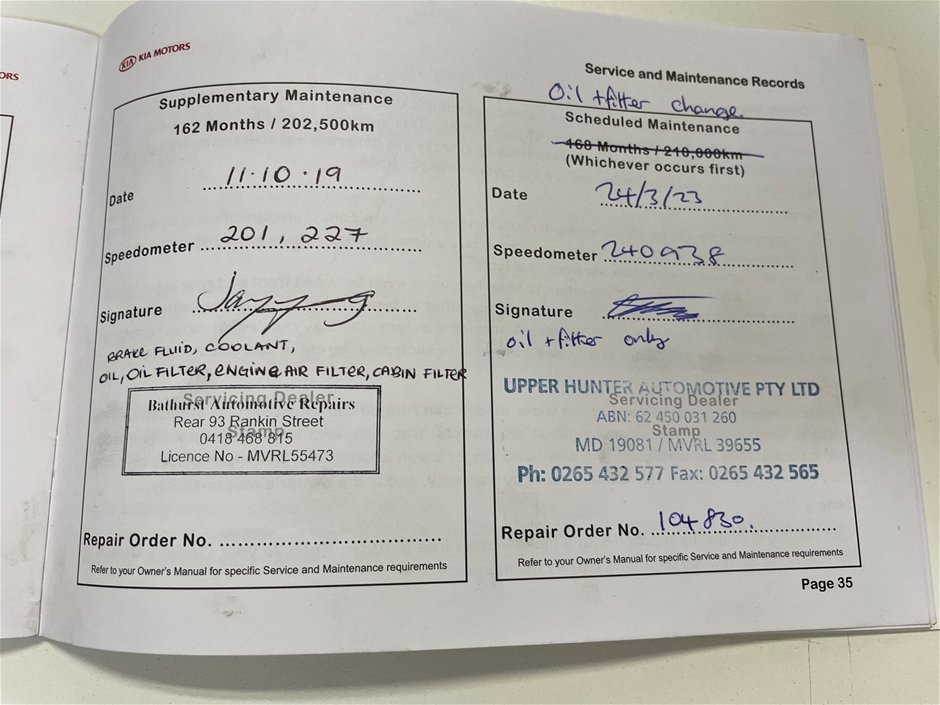 ORS
KIA KIA MOTORS
Supplementary Maintenance
162 Months / 202,500km
Date 11.10.19
Speedometer 201,227
Signature
BRAKE FLUID, COOLANT,
OIL, OIL FILTER, ENGINE AIR FILTER, CABIN FILTER
Servicing Dealer
Stamp
Bathurst Automotive Repairs
Rear 93 Rankin Street
0418 468 815
Licence No - MVRL55473
Repair Order No.
Refer to your Owner's Manual for specific Service and Maintenance requirements
Service and Maintenance Records
Oil + filter change.
Scheduled Maintenance
168 Months / 210,000km
(Whichever occurs first)
Date 24/3/23
Speedometer 240938
Signature
oil + filter only
UPPER HUNTER AUTOMOTIVE PTY LTD
Servicing Dealer
ABN: 62 450 031 260
Stamp
MD 19081 / MVRL 39655
Ph: 0265 432 577 Fax: 0265 432 565
Repair Order No. 104830.
Refer to your Owner's Manual for specific Service and Maintenance requirements
Page 35